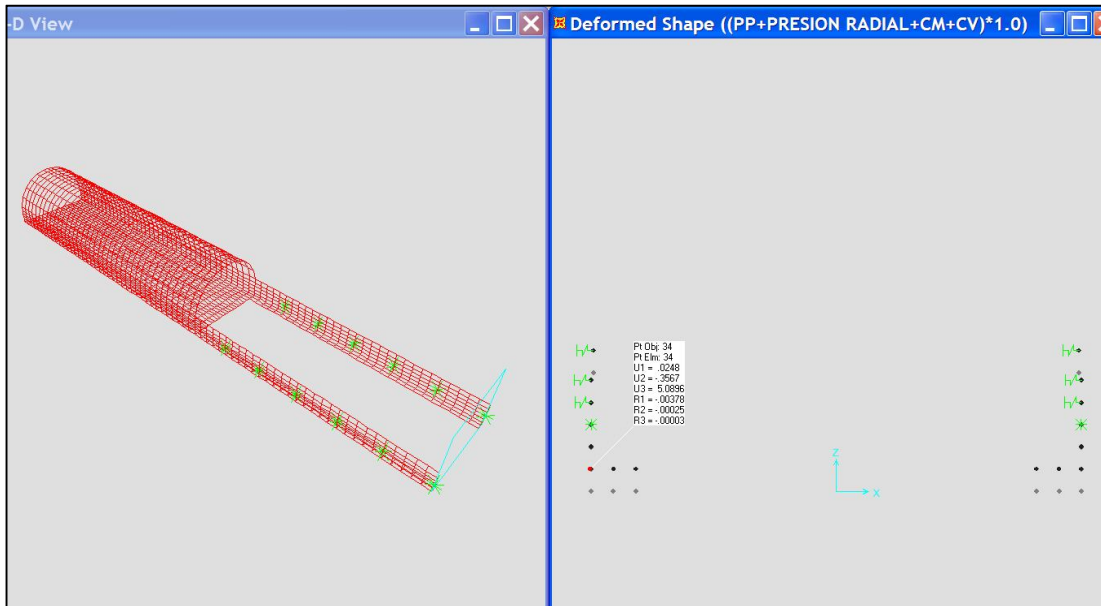 -D View
Deformed Shape ((PP+PRESION RADIAL+CM+CV)*1.0)
Pt Obj: 34
Pt Elm: 34
U1 = .0248
U2 = -.3567
U3 = 5.0896
R1 = -.00378
R2 = -.00025
R3 = -.00003
Z
X